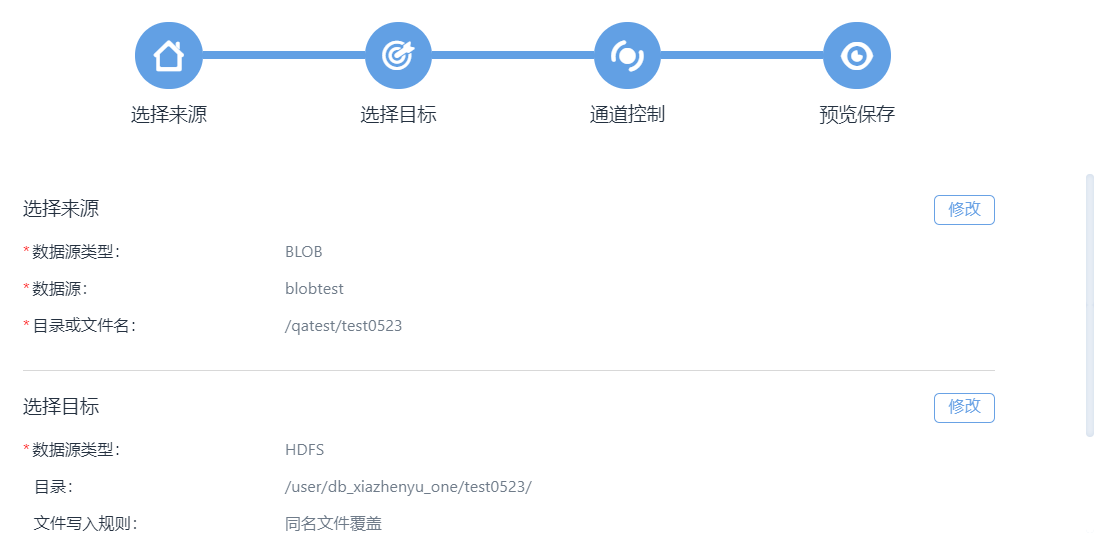 选择来源 选择目标 通道控制 预览保存
选择来源 修改
*数据源类型: BLOB
*数据源: blobtest
*目录或文件名: /qatest/test0523
选择目标 修改
*数据源类型: HDFS
目录: /user/db_xiazhenyu_one/test0523/
文件写入规则: 同名文件覆盖